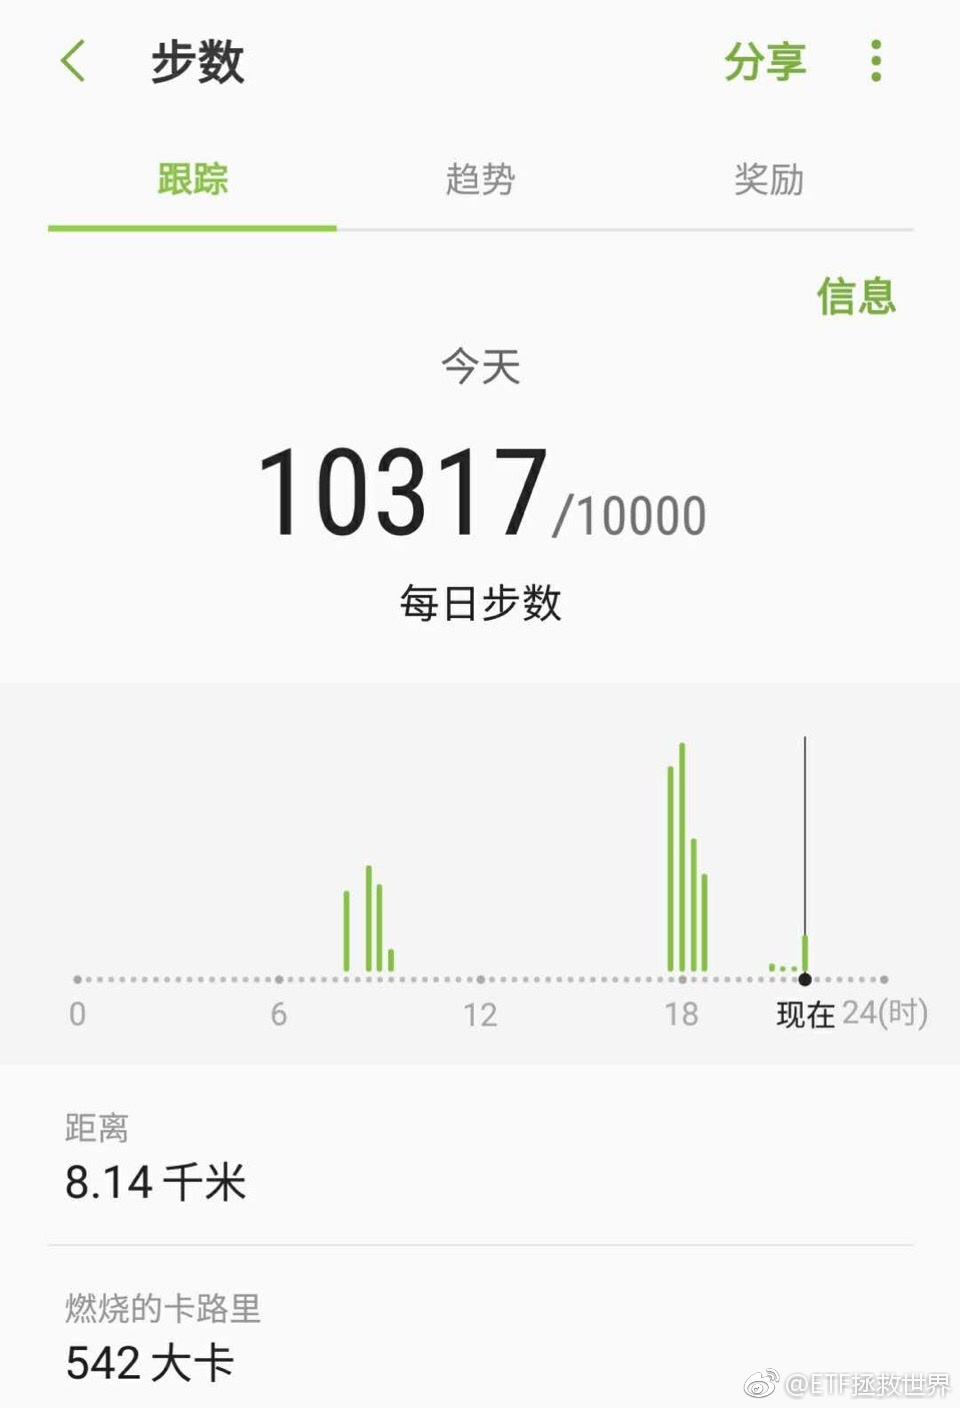 步数 分享
跟踪 趋势 奖励
信息
今天
10317/10000
每日步数
0 6 12 18 现在 24(时)
距离
8.14 千米
燃烧的卡路里
542 大卡
@ETF拯救世界